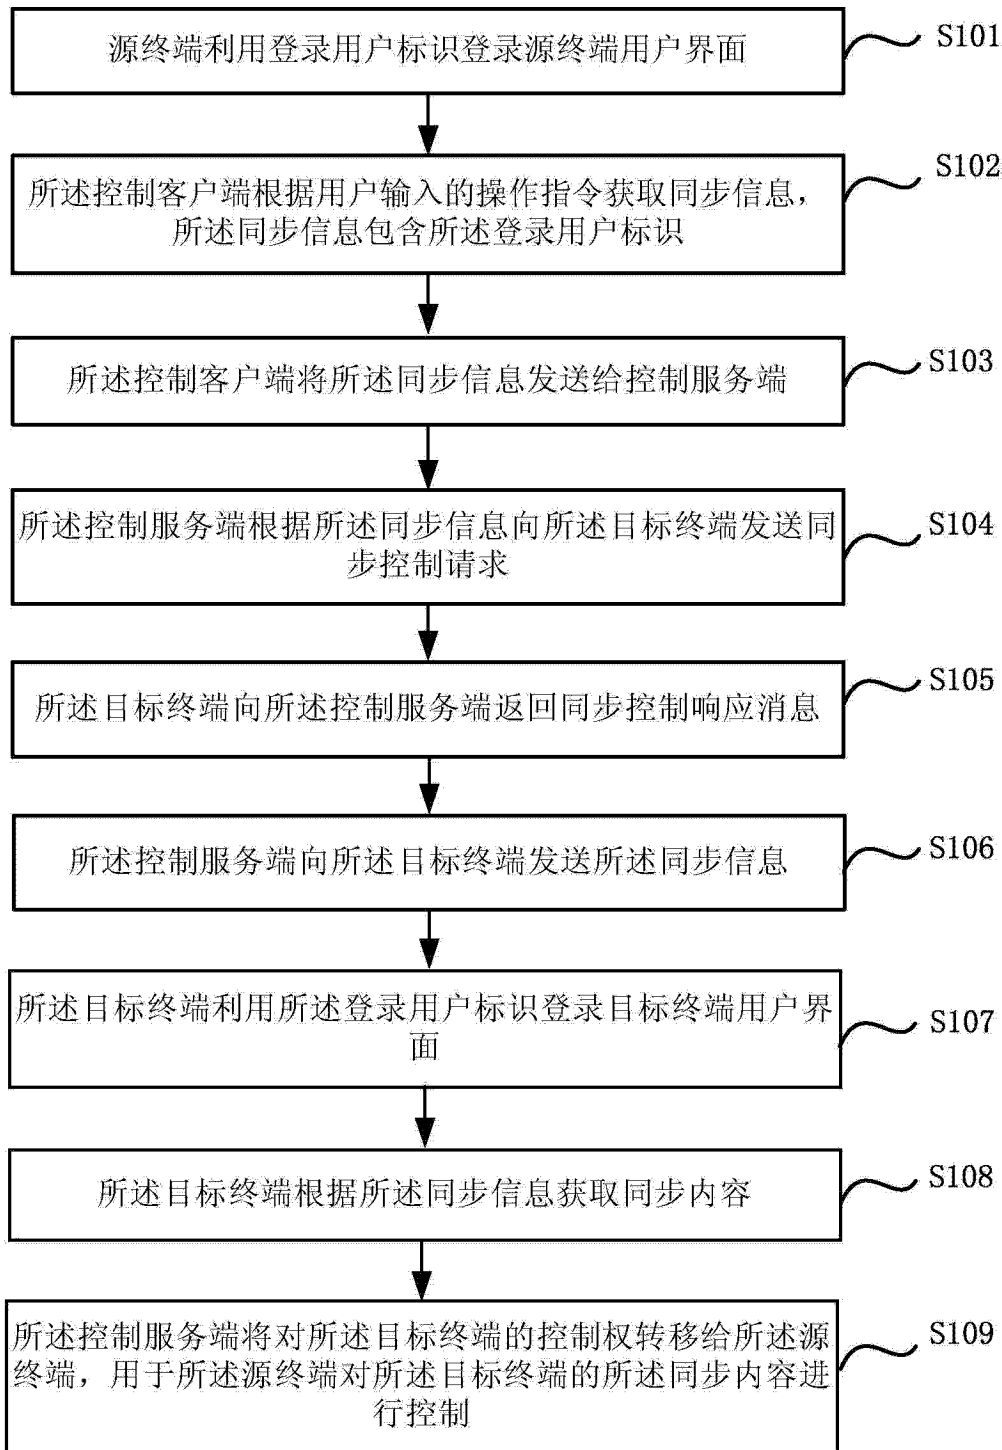 源终端利用登录用户标识登录源终端用户界面
S101
所述控制客户端根据用户输入的操作指令获取同步信息，
所述同步信息包含所述登录用户标识
S102
所述控制客户端将所述同步信息发送给控制服务端
S103
所述控制服务端根据所述同步信息向所述目标终端发送同
步控制请求
S104
所述目标终端向所述控制服务端返回同步控制响应消息
S105
所述控制服务端向所述目标终端发送所述同步信息
S106
所述目标终端利用所述登录用户标识登录目标终端用户界
面
S107
所述目标终端根据所述同步信息获取同步内容
S108
所述控制服务端将对所述目标终端的控制权转移给所述源
终端，用于所述源终端对所述目标终端的所述同步内容进
行控制
S109